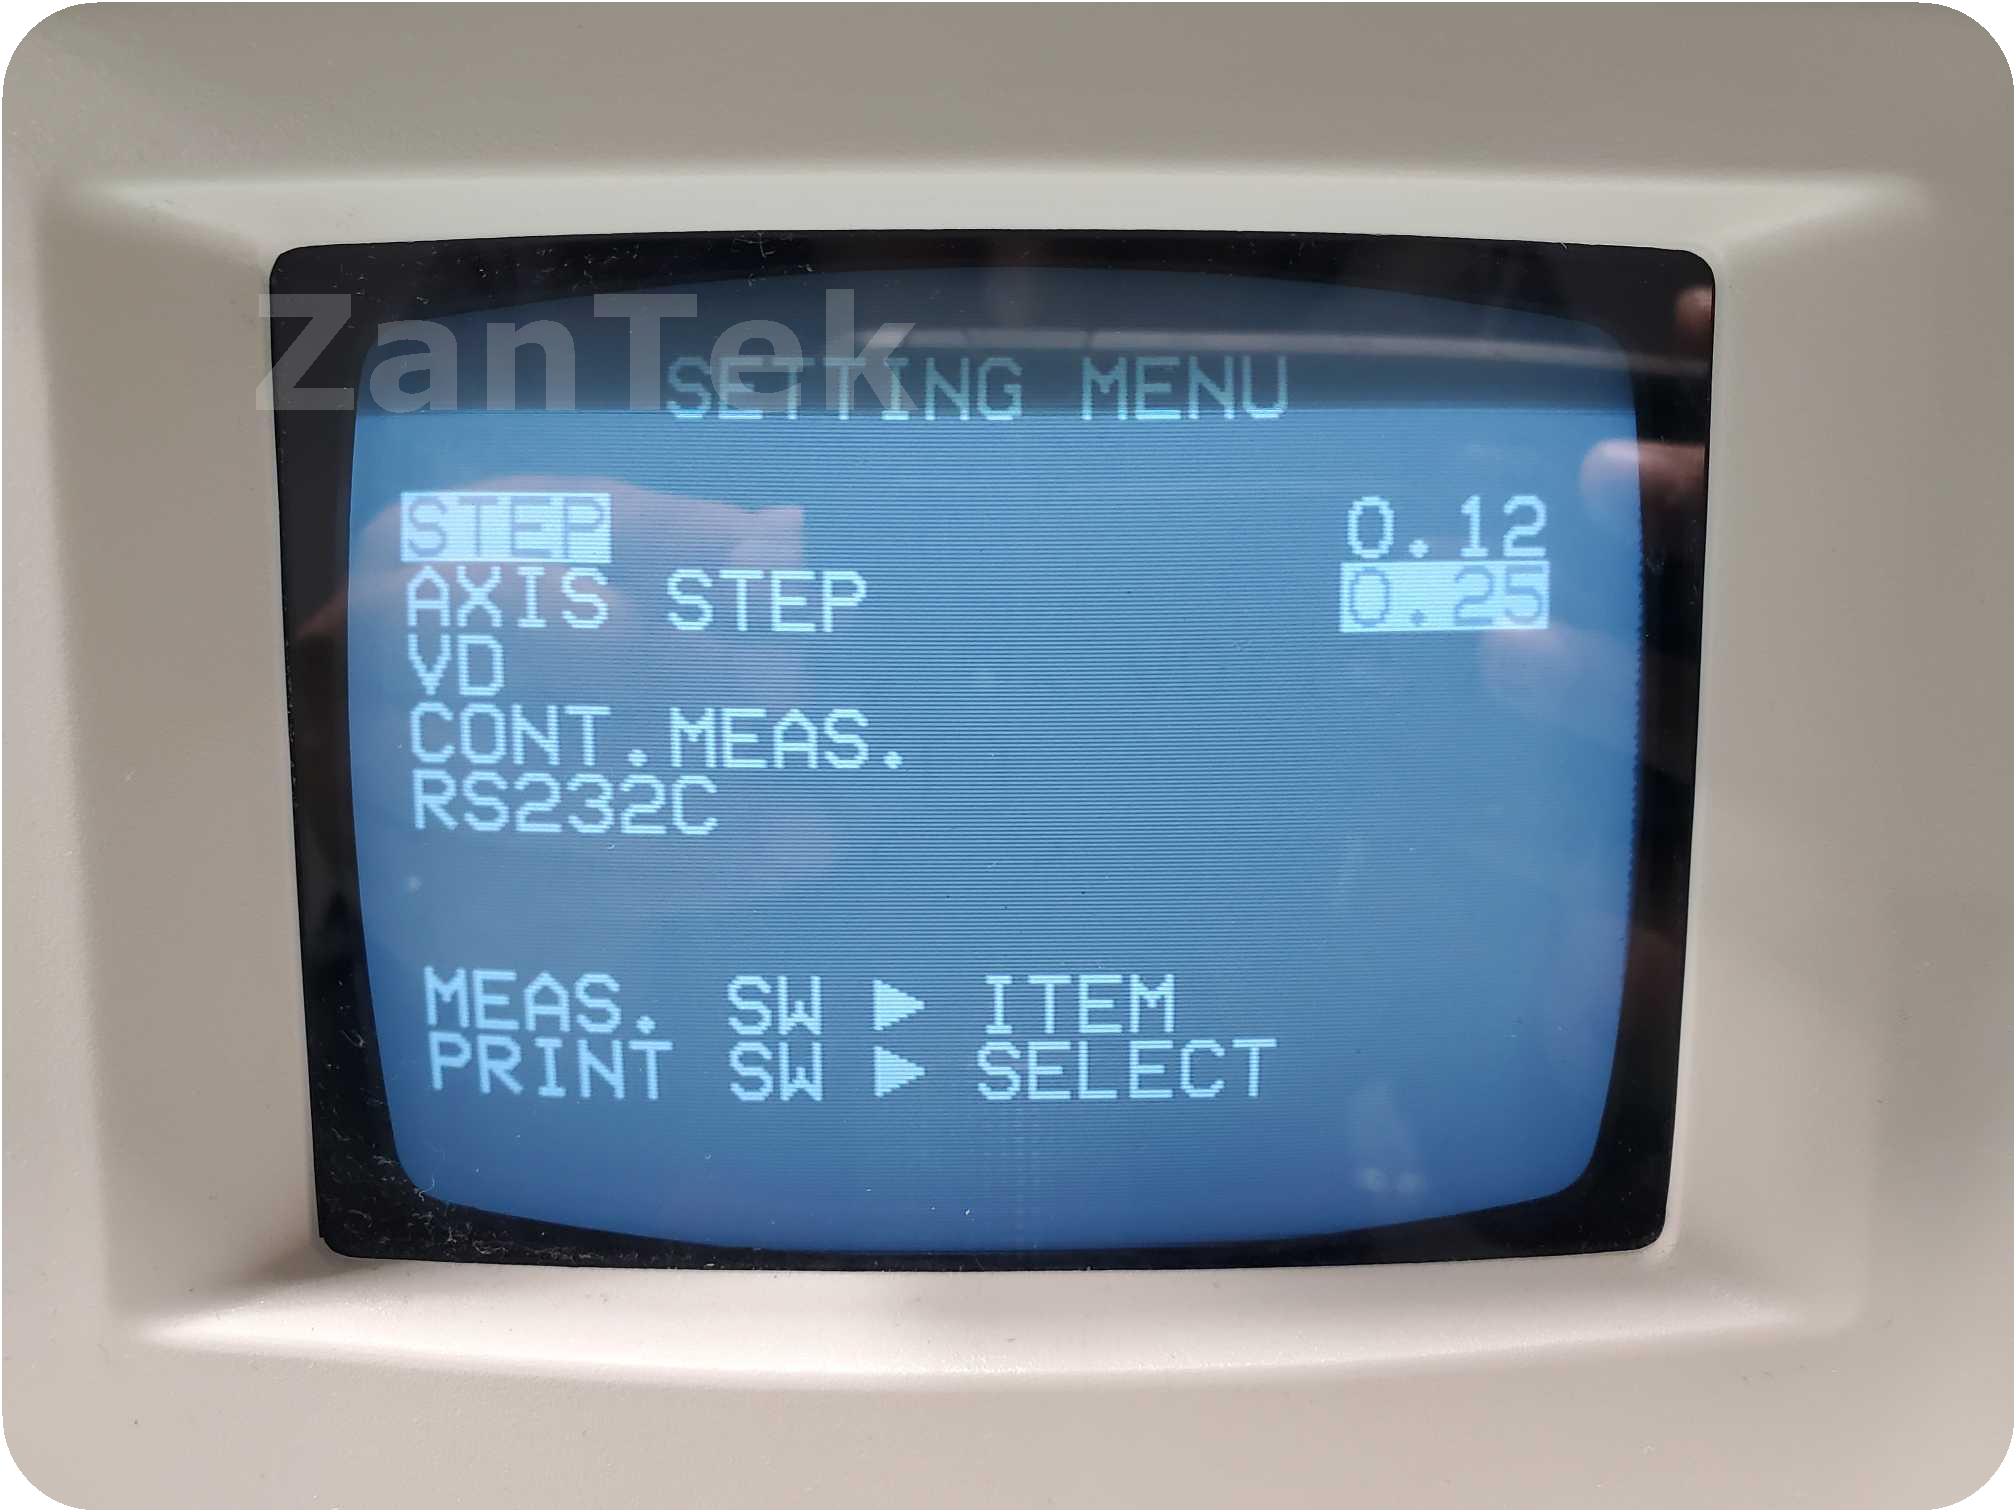 ZanTek
SETTING MENU
STEP 0.12
AXIS STEP 0.25
VD
CONT.MEAS.
RS232C
MEAS. SW ▶ ITEM
PRINT SW ▶ SELECT